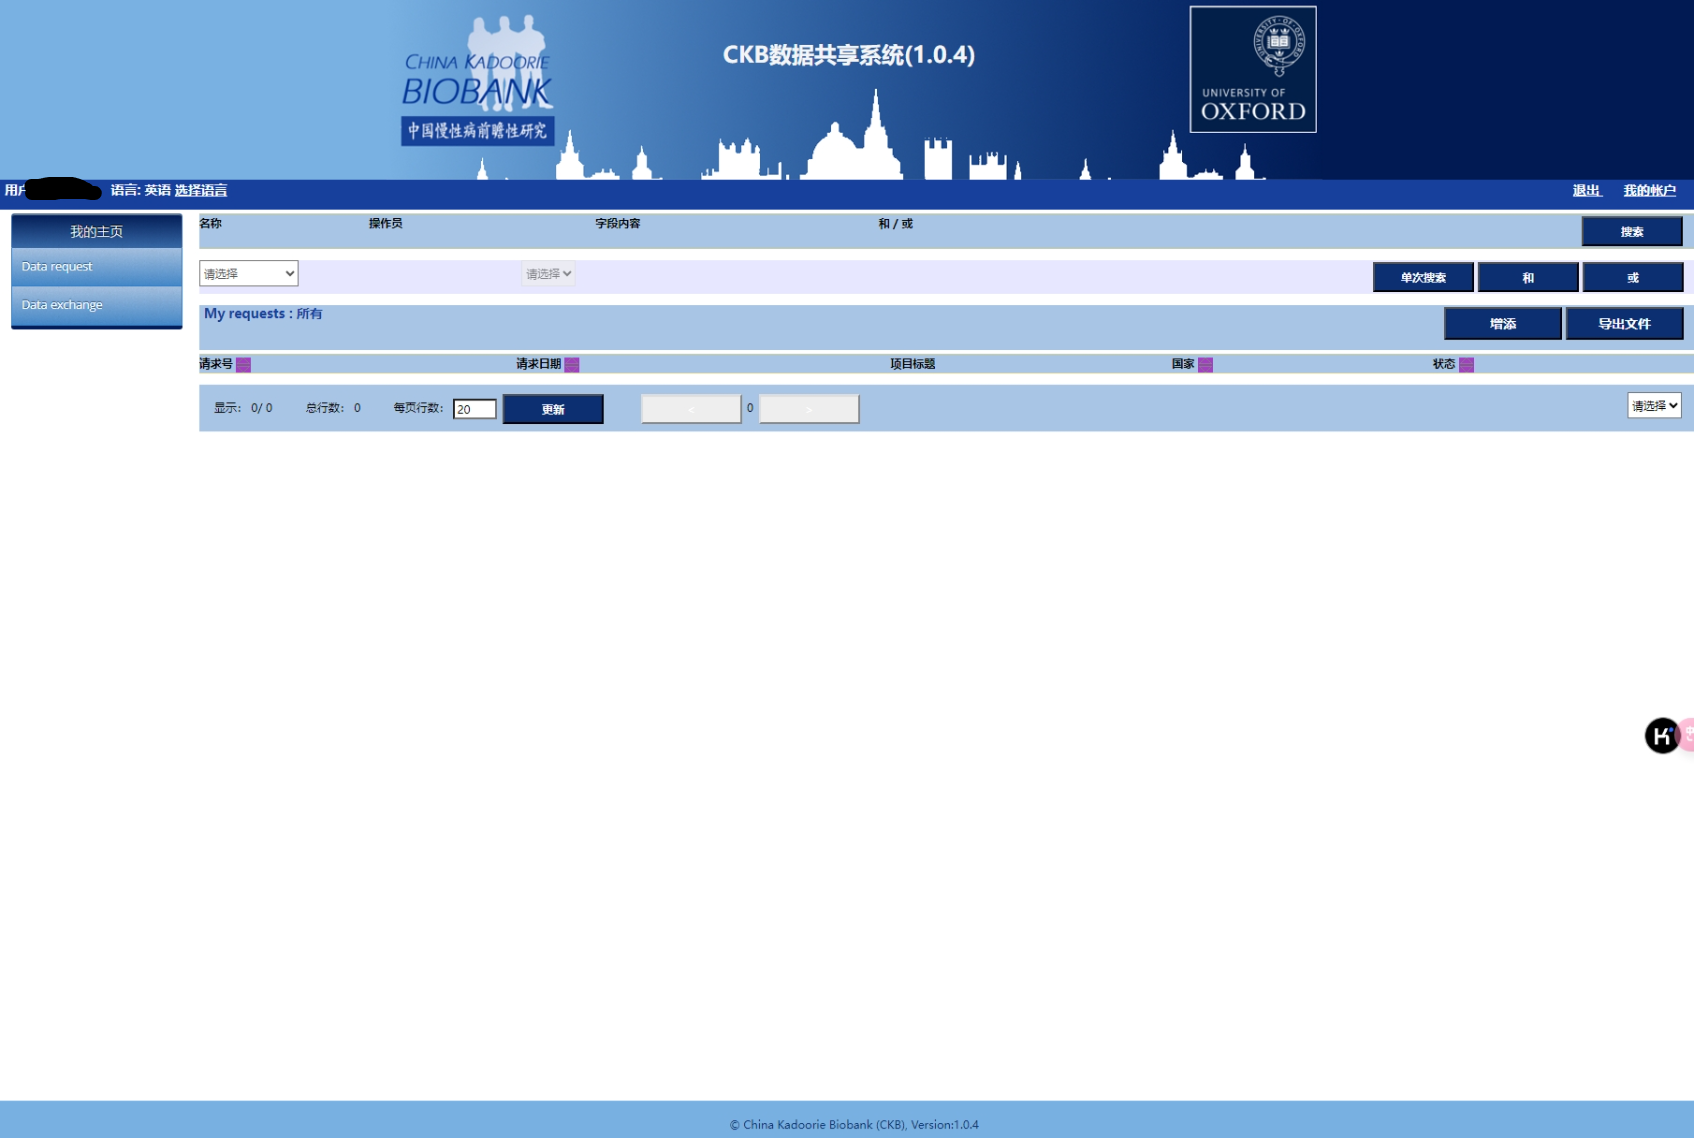 CHINA KADOORIE
BIOBANK
中国慢性病前瞻性研究
CKB数据共享系统(1.0.4)
UNIVERSITY OF
OXFORD
语言: 英语 选择语言
退出 我的帐户
我的主页
Data request
Data exchange
名称 操作员 字段内容 和 / 或 搜索
请选择 请选择 单次搜索 和 或
My requests : 所有 增添 导出文件
请求号 请求日期 项目标题 国家 状态
显示: 0/ 0 总行数: 0 每页行数: 20 更新 < 0 > 请选择
© China Kadoorie Biobank (CKB), Version:1.0.4